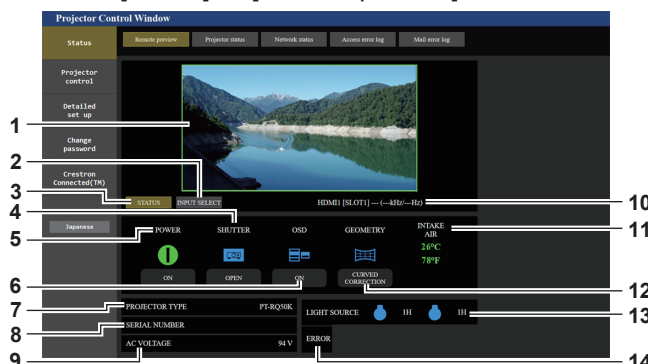 Projector Control Window
Status
Remote preview
Projector status
Network status
Access error log
Mail error log
Projector
control
Detailed
set up
Change
password
Crestron
Connected(TM)
Japanese
STATUS
INPUT SELECT
HDMI1 [SLOT1] --- (---kHz/---Hz)
POWER
SHUTTER
OSD
GEOMETRY
INTAKE
AIR
26°C
78°F
ON
OPEN
ON
CURVED
CORRECTION
PROJECTOR TYPE PT-RQ50K
SERIAL NUMBER
AC VOLTAGE 94 V
LIGHT SOURCE 1H 1H
ERROR
1
2
3
4
5
6
7
8
9
10
11
12
13
14